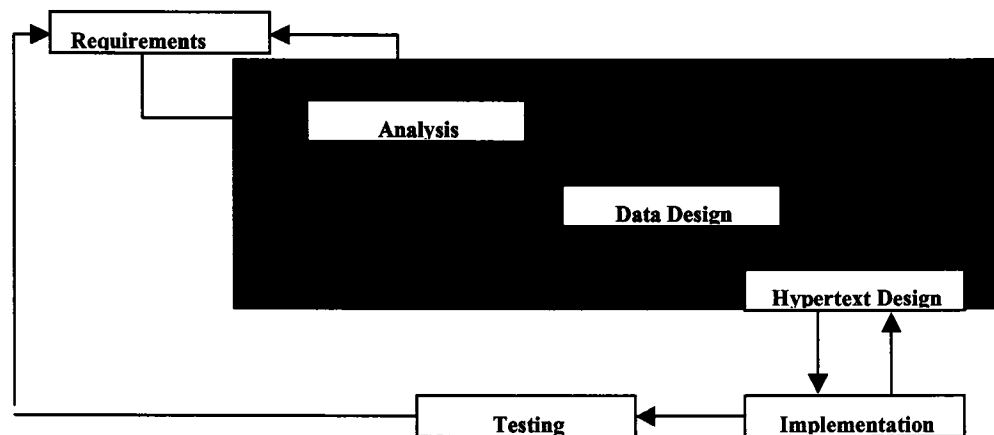 Requirements
Analysis
Data Design
Hypertext Design
Testing
Implementation